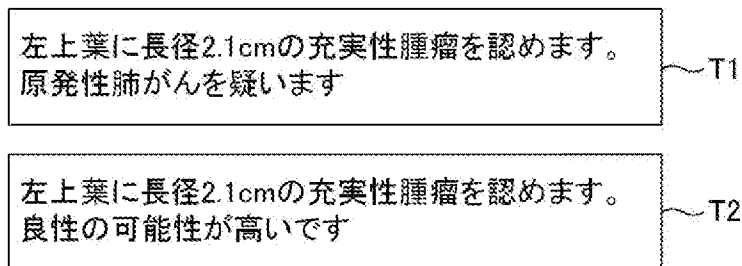 左上葉に長径2.1cmの充実性腫瘤を認めます。
原発性肺がんを疑います
T1
左上葉に長径2.1cmの充実性腫瘤を認めます。
良性の可能性が高いです
T2